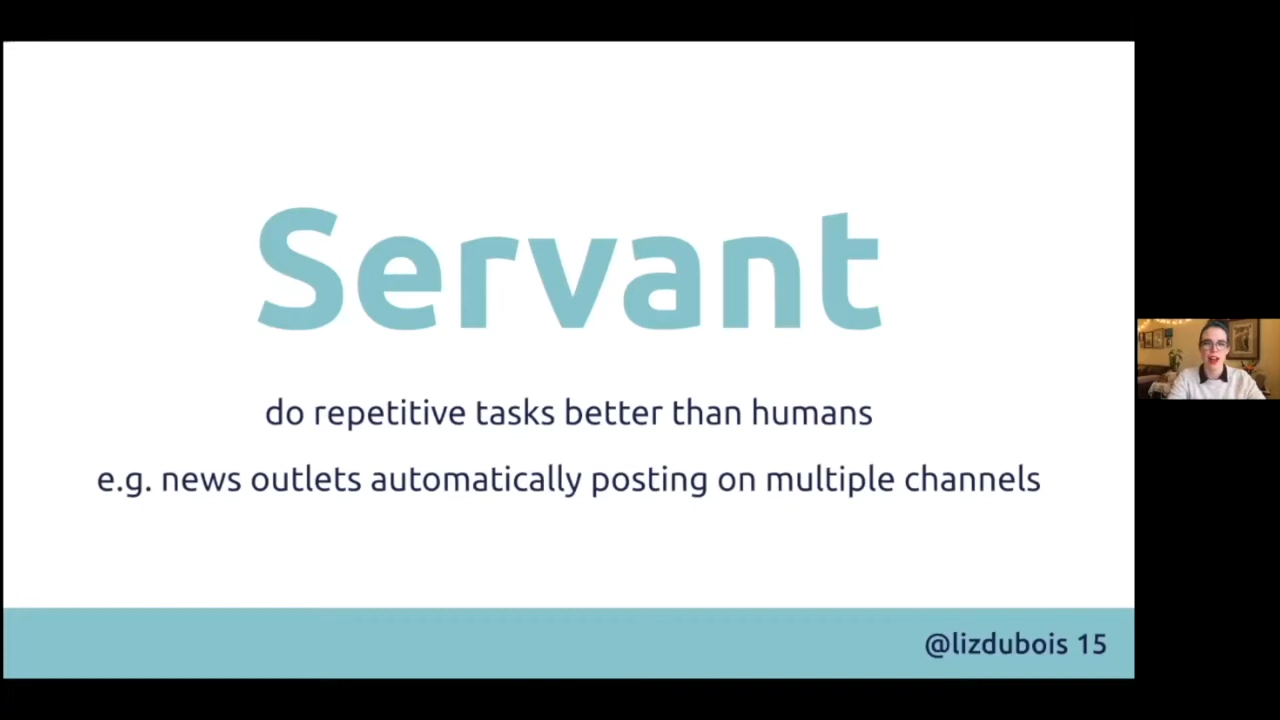 Servant
do repetitive tasks better than humans
e.g. news outlets automatically posting on multiple channels
@lizdubois 15